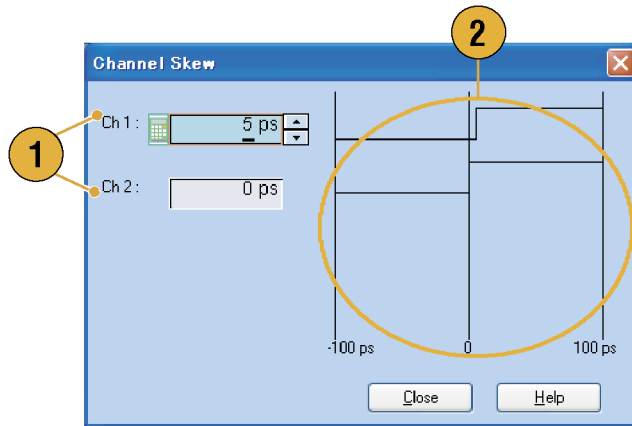 2
Channel Skew
Ch 1: 5 ps
1
Ch 2: 0 ps
-100 ps 0 100 ps
Close Help